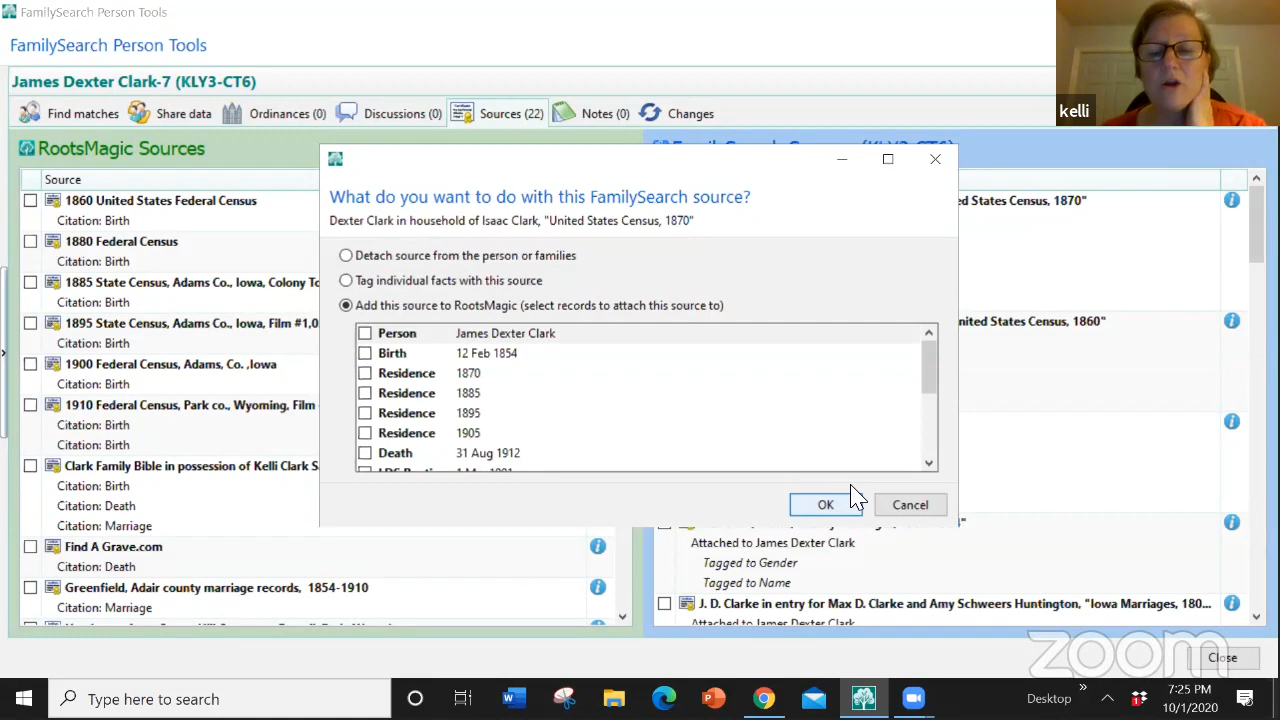 FamilySearch Person Tools
FamilySearch Person Tools
James Dexter Clark-7 (KLY3-CT6)
Find matches Share data Ordinances (0) Discussions (0) Sources (22) Notes (0) Changes
kelli
RootsMagic Sources
Source
1860 United States Federal Census
Citation: Birth
1880 Federal Census
Citation: Birth
1885 State Census, Adams Co., Iowa, Colony To
Citation: Birth
1895 State Census, Adams Co., Iowa, Film #1,0
Citation: Birth
1900 Federal Census, Adams, Co. ,Iowa
Citation: Birth
1910 Federal Census, Park co., Wyoming, Film
Citation: Birth
Citation: Birth
Clark Family Bible in possession of Kelli Clark S
Citation: Birth
Citation: Death
Citation: Marriage
Find A Grave.com
Citation: Death
Greenfield, Adair county marriage records, 1854-1910
Citation: Marriage
What do you want to do with this FamilySearch source?
Dexter Clark in household of Isaac Clark, "United States Census, 1870"
Detach source from the person or families
Tag individual facts with this source
Add this source to RootsMagic (select records to attach this source to)
Person James Dexter Clark
Birth 12 Feb 1854
Residence 1870
Residence 1885
Residence 1895
Residence 1905
Death 31 Aug 1912
OK Cancel
ed States Census, 1870"
nited States Census, 1860"
Attached to James Dexter Clark
Tagged to Gender
Tagged to Name
J. D. Clarke in entry for Max D. Clarke and Amy Schweers Huntington, "Iowa Marriages, 180...
Attached to James Dexter Clark
zoom
Close
Type here to search
Desktop
7:25 PM
10/1/2020